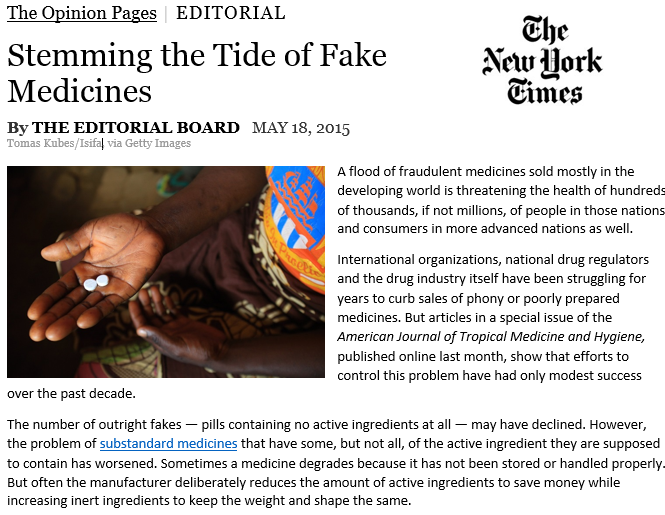 The Opinion Pages | EDITORIAL
The
New York
Times
Stemming the Tide of Fake
Medicines
By THE EDITORIAL BOARD MAY 18, 2015
Tomas Kubes/Isifa, via Getty Images
A flood of fraudulent medicines sold mostly in the
developing world is threatening the health of hundreds
of thousands, if not millions, of people in those nations
and consumers in more advanced nations as well.
International organizations, national drug regulators
and the drug industry itself have been struggling for
years to curb sales of phony or poorly prepared
medicines. But articles in a special issue of the
American Journal of Tropical Medicine and Hygiene,
published online last month, show that efforts to
control this problem have had only modest success
over the past decade.
The number of outright fakes — pills containing no active ingredients at all — may have declined. However,
the problem of substandard medicines that have some, but not all, of the active ingredient they are supposed
to contain has worsened. Sometimes a medicine degrades because it has not been stored or handled properly.
But often the manufacturer deliberately reduces the amount of active ingredients to save money while
increasing inert ingredients to keep the weight and shape the same.